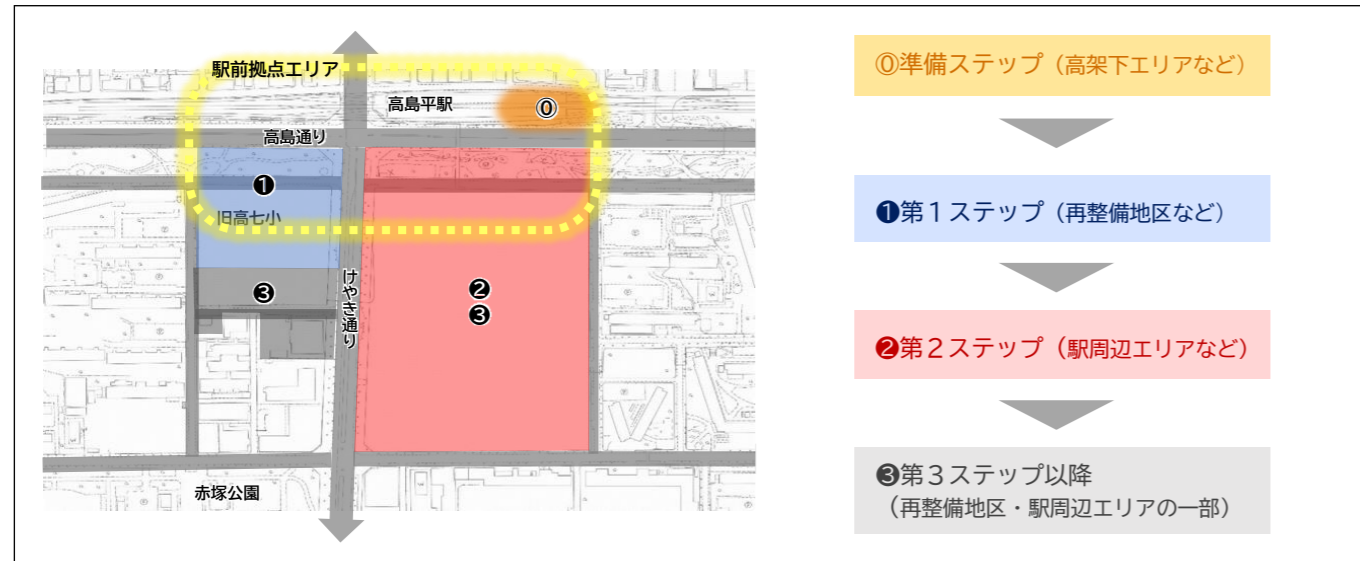 駅前拠点エリア
高島平駅
⓪
高島通り
❶
旧高七小
❸
けやき通り
❷
❸
赤塚公園
⓪準備ステップ（高架下エリアなど）
❶第１ステップ（再整備地区など）
❷第２ステップ（駅周辺エリアなど）
❸第３ステップ以降
（再整備地区・駅周辺エリアの一部）